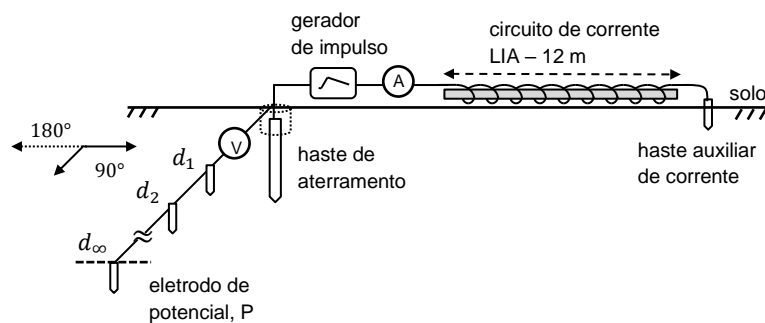 gerador
de impulso
A
circuito de corrente
LIA – 12 m
solo
180°
90°
d₁
V
d₂
d∞
haste de
aterramento
haste auxiliar
de corrente
eletrodo de
potencial, P